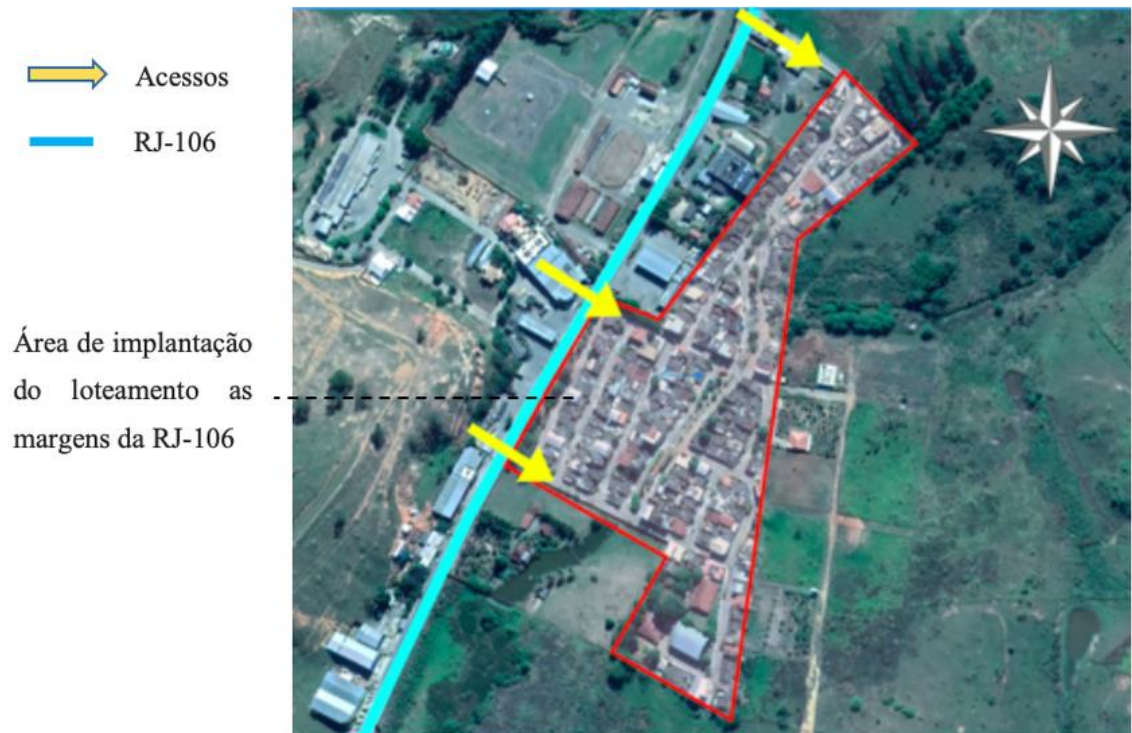 Acessos
RJ-106
Área de implantação
do loteamento as
margens da RJ-106